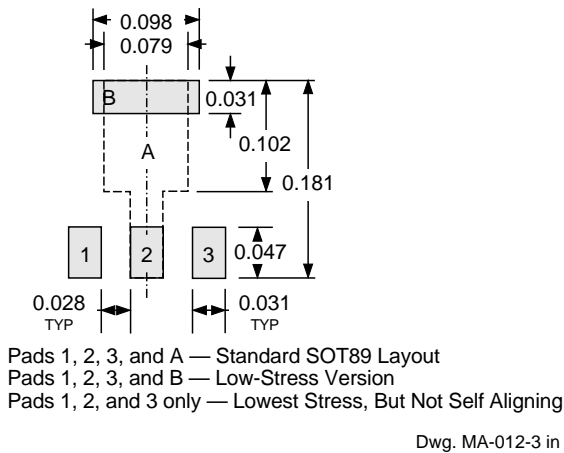 0.098
0.079
B
0.031
A
0.102
0.181
1
2
3
0.047
0.028
TYP
0.031
TYP
Pads 1, 2, 3, and A — Standard SOT89 Layout
Pads 1, 2, 3, and B — Low-Stress Version
Pads 1, 2, and 3 only — Lowest Stress, But Not Self Aligning
Dwg. MA-012-3 in